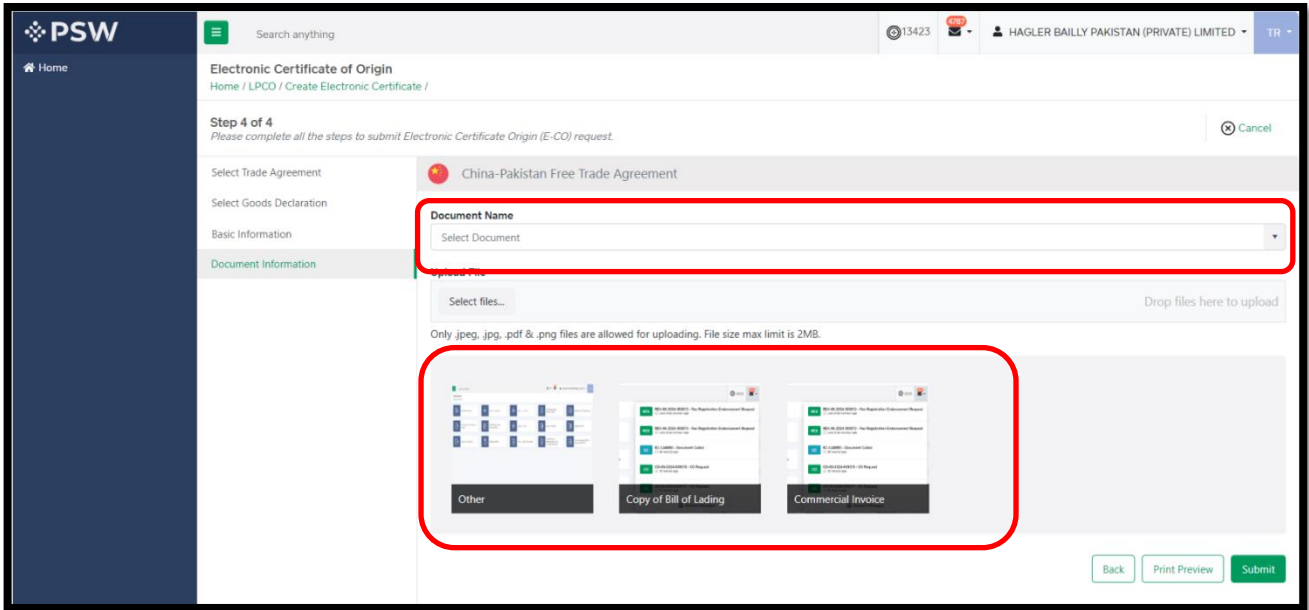 PSW
Search anything
13423
4787
HAGLER BAILLY PAKISTAN (PRIVATE) LIMITED
TR
Home
Electronic Certificate of Origin
Home / LPCO / Create Electronic Certificate /
Step 4 of 4
Please complete all the steps to submit Electronic Certificate Origin (E-CO) request.
Cancel
Select Trade Agreement
Select Goods Declaration
Basic Information
Document Information
China-Pakistan Free Trade Agreement
Document Name
Select Document
Upload File
Select files...
Drop files here to upload
Only .jpeg, .jpg, .pdf & .png files are allowed for uploading. File size max limit is 2MB.
Other
Copy of Bill of Lading
Commercial Invoice
Back
Print Preview
Submit